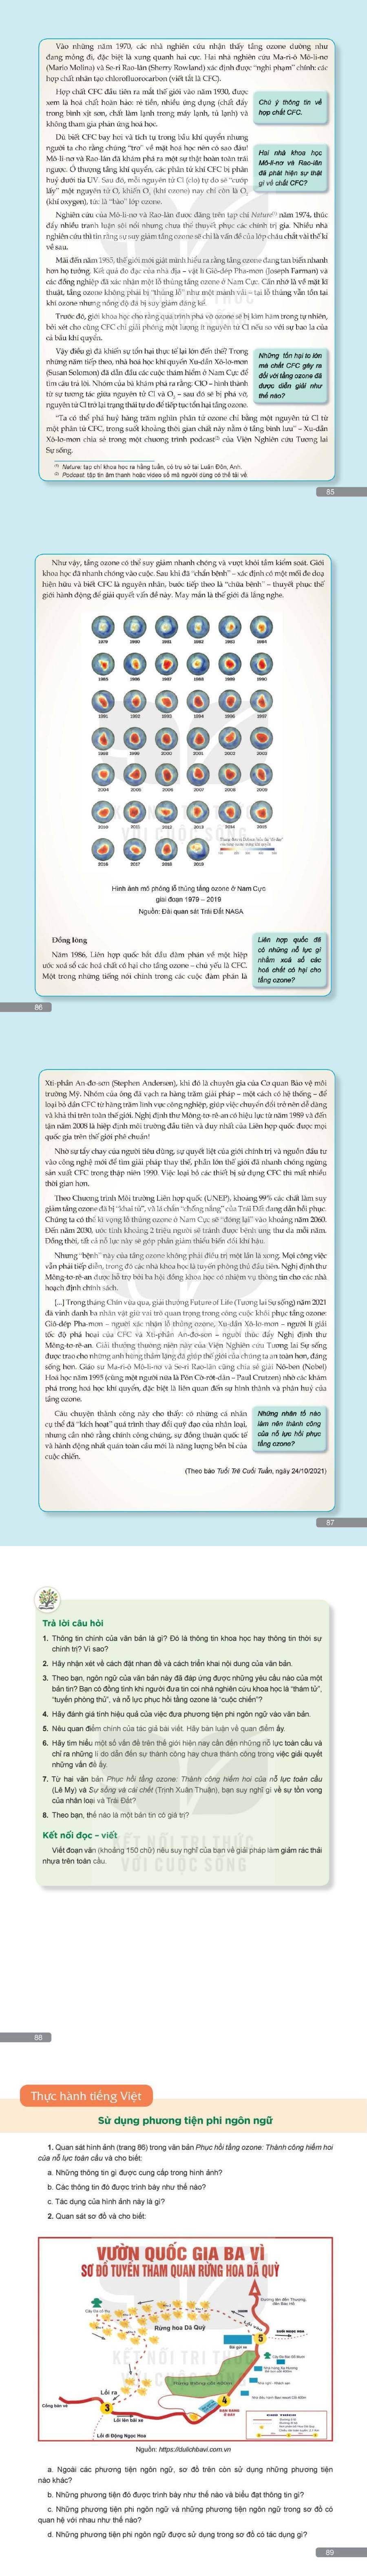 Vào những năm 1970, các nhà nghiên cứu nhận thấy tầng ozone dường như
đang mỏng đi, đặc biệt là xung quanh hai cực. Hai nhà nghiên cứu Ma-ri-ô Mô-li-nơ
(Mario Molina) và Se-ri Rao-lân (Sherry Rowland) xác định được “nghi phạm” chính: các
hợp chất nhân tạo chlorofluorocarbon (viết tắt là CFC).
Hợp chất CFC đầu tiên ra mắt thế giới vào năm 1930, được
xem là hoá chất hoàn hảo: rẻ tiền, nhiều ứng dụng (chất đẩy
trong bình xịt sơn, chất làm lạnh trong máy lạnh, tủ lạnh) và
không tham gia phản ứng hoá học.
Chú ý thông tin về
hợp chất CFC.
Dù biết CFC bay hơi và tích tụ trong bầu khí quyển nhưng
người ta cho rằng chúng “trơ” về mặt hoá học nên có sao đâu!
Mô-li-nơ và Rao-lân đã khám phá ra một sự thật hoàn toàn trái
ngược. Ở thượng tầng khí quyển, các phân tử khí CFC bị phân
huỷ dưới tia UV. Sau đó, mỗi nguyên tử Cl (clo) tự do sẽ “cướp
lấy” một nguyên tử O, khiến O₃ (khí ozone) nay chỉ còn là O₂
(khí oxygen), tức là “bào” lớp ozone.
Hai nhà khoa học
Mô-li-nơ và Rao-lân
đã phát hiện sự thật
gì về chất CFC?
Nghiên cứu của Mô-li-nơ và Rao-lân được đăng trên tạp chí Nature⁽¹⁾ năm 1974, thúc
đẩy nhiều tranh luận sôi nổi nhưng chưa thể thuyết phục các chính trị gia. Nhiều nhà
nghiên cứu thì tin rằng sự suy giảm tầng ozone sẽ chỉ là vấn đề của lớp cháu chắt vài thế kỉ
về sau.
Mãi đến năm 1985, thế giới mới giật mình hiểu ra rằng tầng ozone đang tan biến nhanh
hơn họ tưởng. Kết quả đo đạc của nhà địa – vật lí Giô-dép Pha-mơn (Joseph Farman) và
các đồng nghiệp đã xác nhận một lỗ thủng tầng ozone ở Nam Cực. Cần nhớ là về mặt kĩ
thuật, tầng ozone không phải bị “thủng lỗ” như một mảnh vải – tại lỗ thủng vẫn tồn tại
khí ozone nhưng nồng độ đã bị suy giảm đáng kể.
Trước đó, giới khoa học cho rằng quá trình phá vỡ ozone sẽ bị kìm hãm trong tự nhiên,
bởi xét cho cùng CFC chỉ giải phóng một lượng ít nguyên tử Cl nếu so với sự bao la của
cả bầu khí quyển.
Vậy điều gì đã khiến sự tổn hại thực tế lại lớn đến thế? Trong
những năm tiếp theo, nhà hoá học khí quyển Xu-dần Xô-lo-mon
(Susan Solomon) đã dẫn đầu các cuộc thám hiểm ở Nam Cực để
tìm câu trả lời. Nhóm của bà khám phá ra rằng: ClO – hình thành
từ sự tương tác giữa nguyên tử Cl và O₃ – sau đó sẽ bị phá vỡ,
nguyên tử Cl trở lại trạng thái tự do để tiếp tục tổn hại tầng ozone.
Những tổn hại to lớn
mà chất CFC gây ra
đối với tầng ozone đã
được diễn giải như
thế nào?
“Ta có thể phá huỷ hàng trăm nghìn phân tử ozone chỉ bằng một nguyên tử Cl từ
một phân tử CFC, trong suốt khoảng thời gian chất này nằm ở tầng bình lưu” – Xu-dần
Xô-lo-mon chia sẻ trong một chương trình podcast⁽²⁾ của Viện Nghiên cứu Tương lai
Sự sống.
⁽¹⁾ Nature: tạp chí khoa học ra hằng tuần, có trụ sở tại Luân Đôn, Anh.
⁽²⁾ Podcast: tập tin âm thanh hoặc video số mà người dùng có thể tải về.
85
Như vậy, tầng ozone có thể suy giảm nhanh chóng và vượt khỏi tầm kiểm soát. Giới
khoa học đã nhanh chóng vào cuộc. Sau khi đã “chẩn bệnh” – xác định có một mối đe doạ
hiện hữu và biết CFC là nguyên nhân, bước tiếp theo là “chữa bệnh” – thuyết phục thế
giới hành động để giải quyết vấn đề này. May mắn là thế giới đã lắng nghe.
1979 1980 1981 1982 1983 1984
1985 1986 1987 1988 1989 1990
1991 1992 1993 1994 1996 1997
1998 1999 2000 2001 2002 2003
2004 2005 2006 2007 2008 2009
2010 2011 2012 2013 2014 2015
2016 2017 2018 2019
Hình ảnh mô phỏng lỗ thủng tầng ozone ở Nam Cực
giai đoạn 1979 – 2019
Nguồn: Đài quan sát Trái Đất NASA
Đồng lòng
Năm 1986, Liên hợp quốc bắt đầu đàm phán về một hiệp
ước xoá sổ các hoá chất có hại cho tầng ozone – chủ yếu là CFC.
Một trong những tiếng nói chính trong các cuộc đàm phán là
Liên hợp quốc đã
có những nỗ lực gì
nhằm xoá sổ các
hoá chất có hại cho
tầng ozone?
86
Xti-phần An-đơ-sơn (Stephen Andersen), khi đó là chuyên gia của Cơ quan Bảo vệ môi
trường Mỹ. Nhóm của ông đã vạch ra hàng trăm giải pháp – một cách có hệ thống – để
loại bỏ dần CFC từ hàng trăm lĩnh vực công nghiệp, giúp việc chuyển đổi trở nên dễ dàng
và khả thi trên toàn thế giới. Nghị định thư Mông-tơ-rê-an có hiệu lực từ năm 1989 và đến
tận năm 2008 là hiệp định môi trường đầu tiên và duy nhất của Liên hợp quốc được mọi
quốc gia trên thế giới phê chuẩn!
Nhờ sự tẩy chay của người tiêu dùng, sự quyết liệt của giới chính trị và nguồn đầu tư
vào công nghệ mới để tìm giải pháp thay thế, phần lớn thế giới đã nhanh chóng ngừng
sản xuất CFC trong thập niên 1990. Việc loại bỏ các thiết bị sử dụng CFC thì mất nhiều
thời gian hơn.
Theo Chương trình Môi trường Liên hợp quốc (UNEP), khoảng 99% các chất làm suy
giảm tầng ozone đã bị “khai tử”, và lá chắn “chống nắng” của Trái Đất đang dần hồi phục.
Chúng ta có thể kì vọng lỗ thủng ozone ở Nam Cực sẽ “đóng lại” vào khoảng năm 2060.
Đến năm 2030, ước tính khoảng 2 triệu người sẽ tránh được bệnh ung thư da mỗi năm.
Đồng thời, tất cả nỗ lực này sẽ góp phần giảm thiểu biến đổi khí hậu.
Nhưng “bệnh” này của tầng ozone không phải điều trị một lần là xong. Mọi công việc
vẫn phải tiếp diễn, trong đó các nhà khoa học là tuyến phòng thủ đầu tiên. Nghị định thư
Mông-tơ-rê-an được hỗ trợ bởi ba hội đồng khoa học có nhiệm vụ thông tin cho các nhà
hoạch định chính sách.
[...] Trong tháng Chín vừa qua, giải thưởng Future of Life (Tương lai Sự sống) năm 2021
đã vinh danh ba nhân vật giữ vai trò quan trọng trong công cuộc khôi phục tầng ozone:
Giô-dép Pha-mơn – người xác nhận lỗ thủng ozone, Xu-dần Xô-lo-mon – người lí giải
tốc độ phá hoại của CFC và Xti-phần An-đơ-sơn – người thúc đẩy Nghị định thư
Mông-tơ-rê-an. Giải thưởng thường niên này của Viện Nghiên cứu Tương lai Sự sống
được trao cho những anh hùng thầm lặng đã giúp thế giới của chúng ta an toàn hơn, đáng
sống hơn. Giáo sư Ma-ri-ô Mô-li-nơ và Se-ri Rao-lân cũng chia sẻ giải Nô-ben (Nobel)
Hoá học năm 1995 (cùng một người nữa là Pôn Cờ-rớt-dân – Paul Crutzen) nhờ các khám
phá trong hoá học khí quyển, đặc biệt là liên quan đến sự hình thành và phân huỷ của
tầng ozone.
Câu chuyện thành công này cho thấy: có những cá nhân
cụ thể đã “kích hoạt” quá trình thay đổi quỹ đạo của nhân loại,
nhưng cần nhớ rằng chính công chúng, sự đồng thuận quốc tế
và hành động nhất quán toàn cầu mới là năng lượng bền bỉ của
cuộc chiến.
Những nhân tố nào
làm nên thành công
của nỗ lực hồi phục
tầng ozone?
(Theo báo Tuổi Trẻ Cuối Tuần, ngày 24/10/2021)
87
Trả lời câu hỏi
1. Thông tin chính của văn bản là gì? Đó là thông tin khoa học hay thông tin thời sự
chính trị? Vì sao?
2. Hãy nhận xét về cách đặt nhan đề và cách triển khai nội dung của văn bản.
3. Theo bạn, ngôn ngữ của văn bản này đã đáp ứng được những yêu cầu nào của một
bản tin? Bạn có đồng tình khi người đưa tin coi nhà nghiên cứu khoa học là “thám tử”,
“tuyến phòng thủ”, và nỗ lực phục hồi tầng ozone là “cuộc chiến”?
4. Hãy đánh giá tính hiệu quả của việc đưa phương tiện phi ngôn ngữ vào văn bản.
5. Nêu quan điểm chính của tác giả bài viết. Hãy bàn luận về quan điểm ấy.
6. Hãy tìm hiểu một số vấn đề trên thế giới hiện nay cần đến những nỗ lực toàn cầu và
chỉ ra những lí do dẫn đến sự thành công hay chưa thành công trong việc giải quyết
những vấn đề ấy.
7. Từ hai văn bản Phục hồi tầng ozone: Thành công hiếm hoi của nỗ lực toàn cầu
(Lê My) và Sự sống và cái chết (Trịnh Xuân Thuận), bạn suy nghĩ gì về sự tồn vong
của nhân loại và Trái Đất?
8. Theo bạn, thế nào là một bản tin có giá trị?
Kết nối đọc – viết
Viết đoạn văn (khoảng 150 chữ) nêu suy nghĩ của bạn về giải pháp làm giảm rác thải
nhựa trên toàn cầu.
KẾT NỐI TRI THỨC
VỚI CUỘC SỐNG
88
Thực hành tiếng Việt
Sử dụng phương tiện phi ngôn ngữ
1. Quan sát hình ảnh (trang 86) trong văn bản Phục hồi tầng ozone: Thành công hiếm hoi
của nỗ lực toàn cầu và cho biết:
a. Những thông tin gì được cung cấp trong hình ảnh?
b. Các thông tin đó được trình bày như thế nào?
c. Tác dụng của hình ảnh này là gì?
2. Quan sát sơ đồ và cho biết:
VƯỜN QUỐC GIA BA VÌ
SƠ ĐỒ TUYẾN THAM QUAN RỪNG HOA DÃ QUỲ
Rừng hoa Dã Quỳ
5
4
3
Lối ra
Lối lên bãi xe
Lối đi Động Ngọc Hoa
Nguồn: https://dulichbavi.com.vn
a. Ngoài các phương tiện ngôn ngữ, sơ đồ trên còn sử dụng những phương tiện
nào khác?
b. Những phương tiện đó được trình bày như thế nào và biểu đạt thông tin gì?
c. Những phương tiện phi ngôn ngữ và những phương tiện ngôn ngữ trong sơ đồ có
quan hệ với nhau như thế nào?
d. Những phương tiện phi ngôn ngữ được sử dụng trong sơ đồ có tác dụng gì?
89